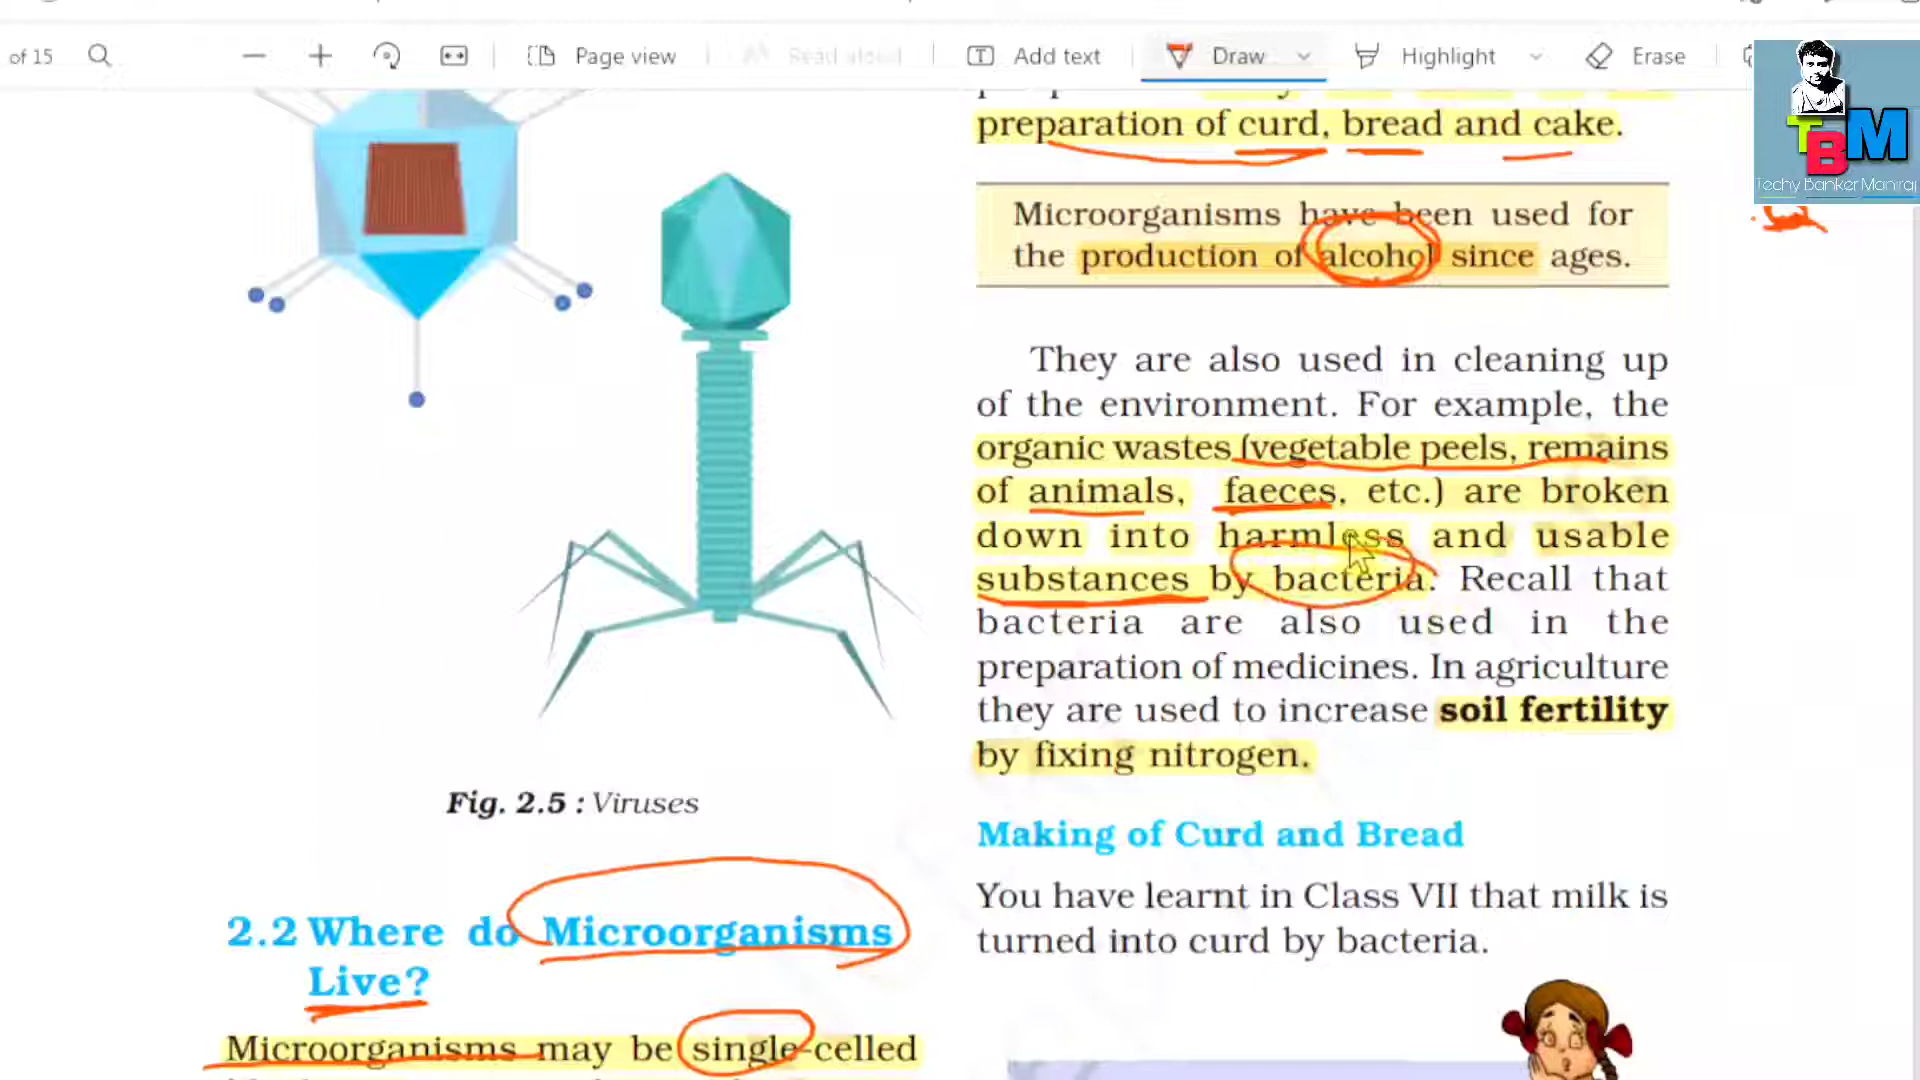 of 15
Page view
Read aloud
Add text
Draw
Highlight
Erase
TBM
Techy Banker Maniraj
Fig. 2.5 : Viruses
2.2 Where do Microorganisms
Live?
Microorganisms may be single-celled
preparation of curd, bread and cake.
Microorganisms have been used for
the production of alcohol since ages.
They are also used in cleaning up
of the environment. For example, the
organic wastes (vegetable peels, remains
of animals, faeces, etc.) are broken
down into harmless and usable
substances by bacteria. Recall that
bacteria are also used in the
preparation of medicines. In agriculture
they are used to increase soil fertility
by fixing nitrogen.
Making of Curd and Bread
You have learnt in Class VII that milk is
turned into curd by bacteria.